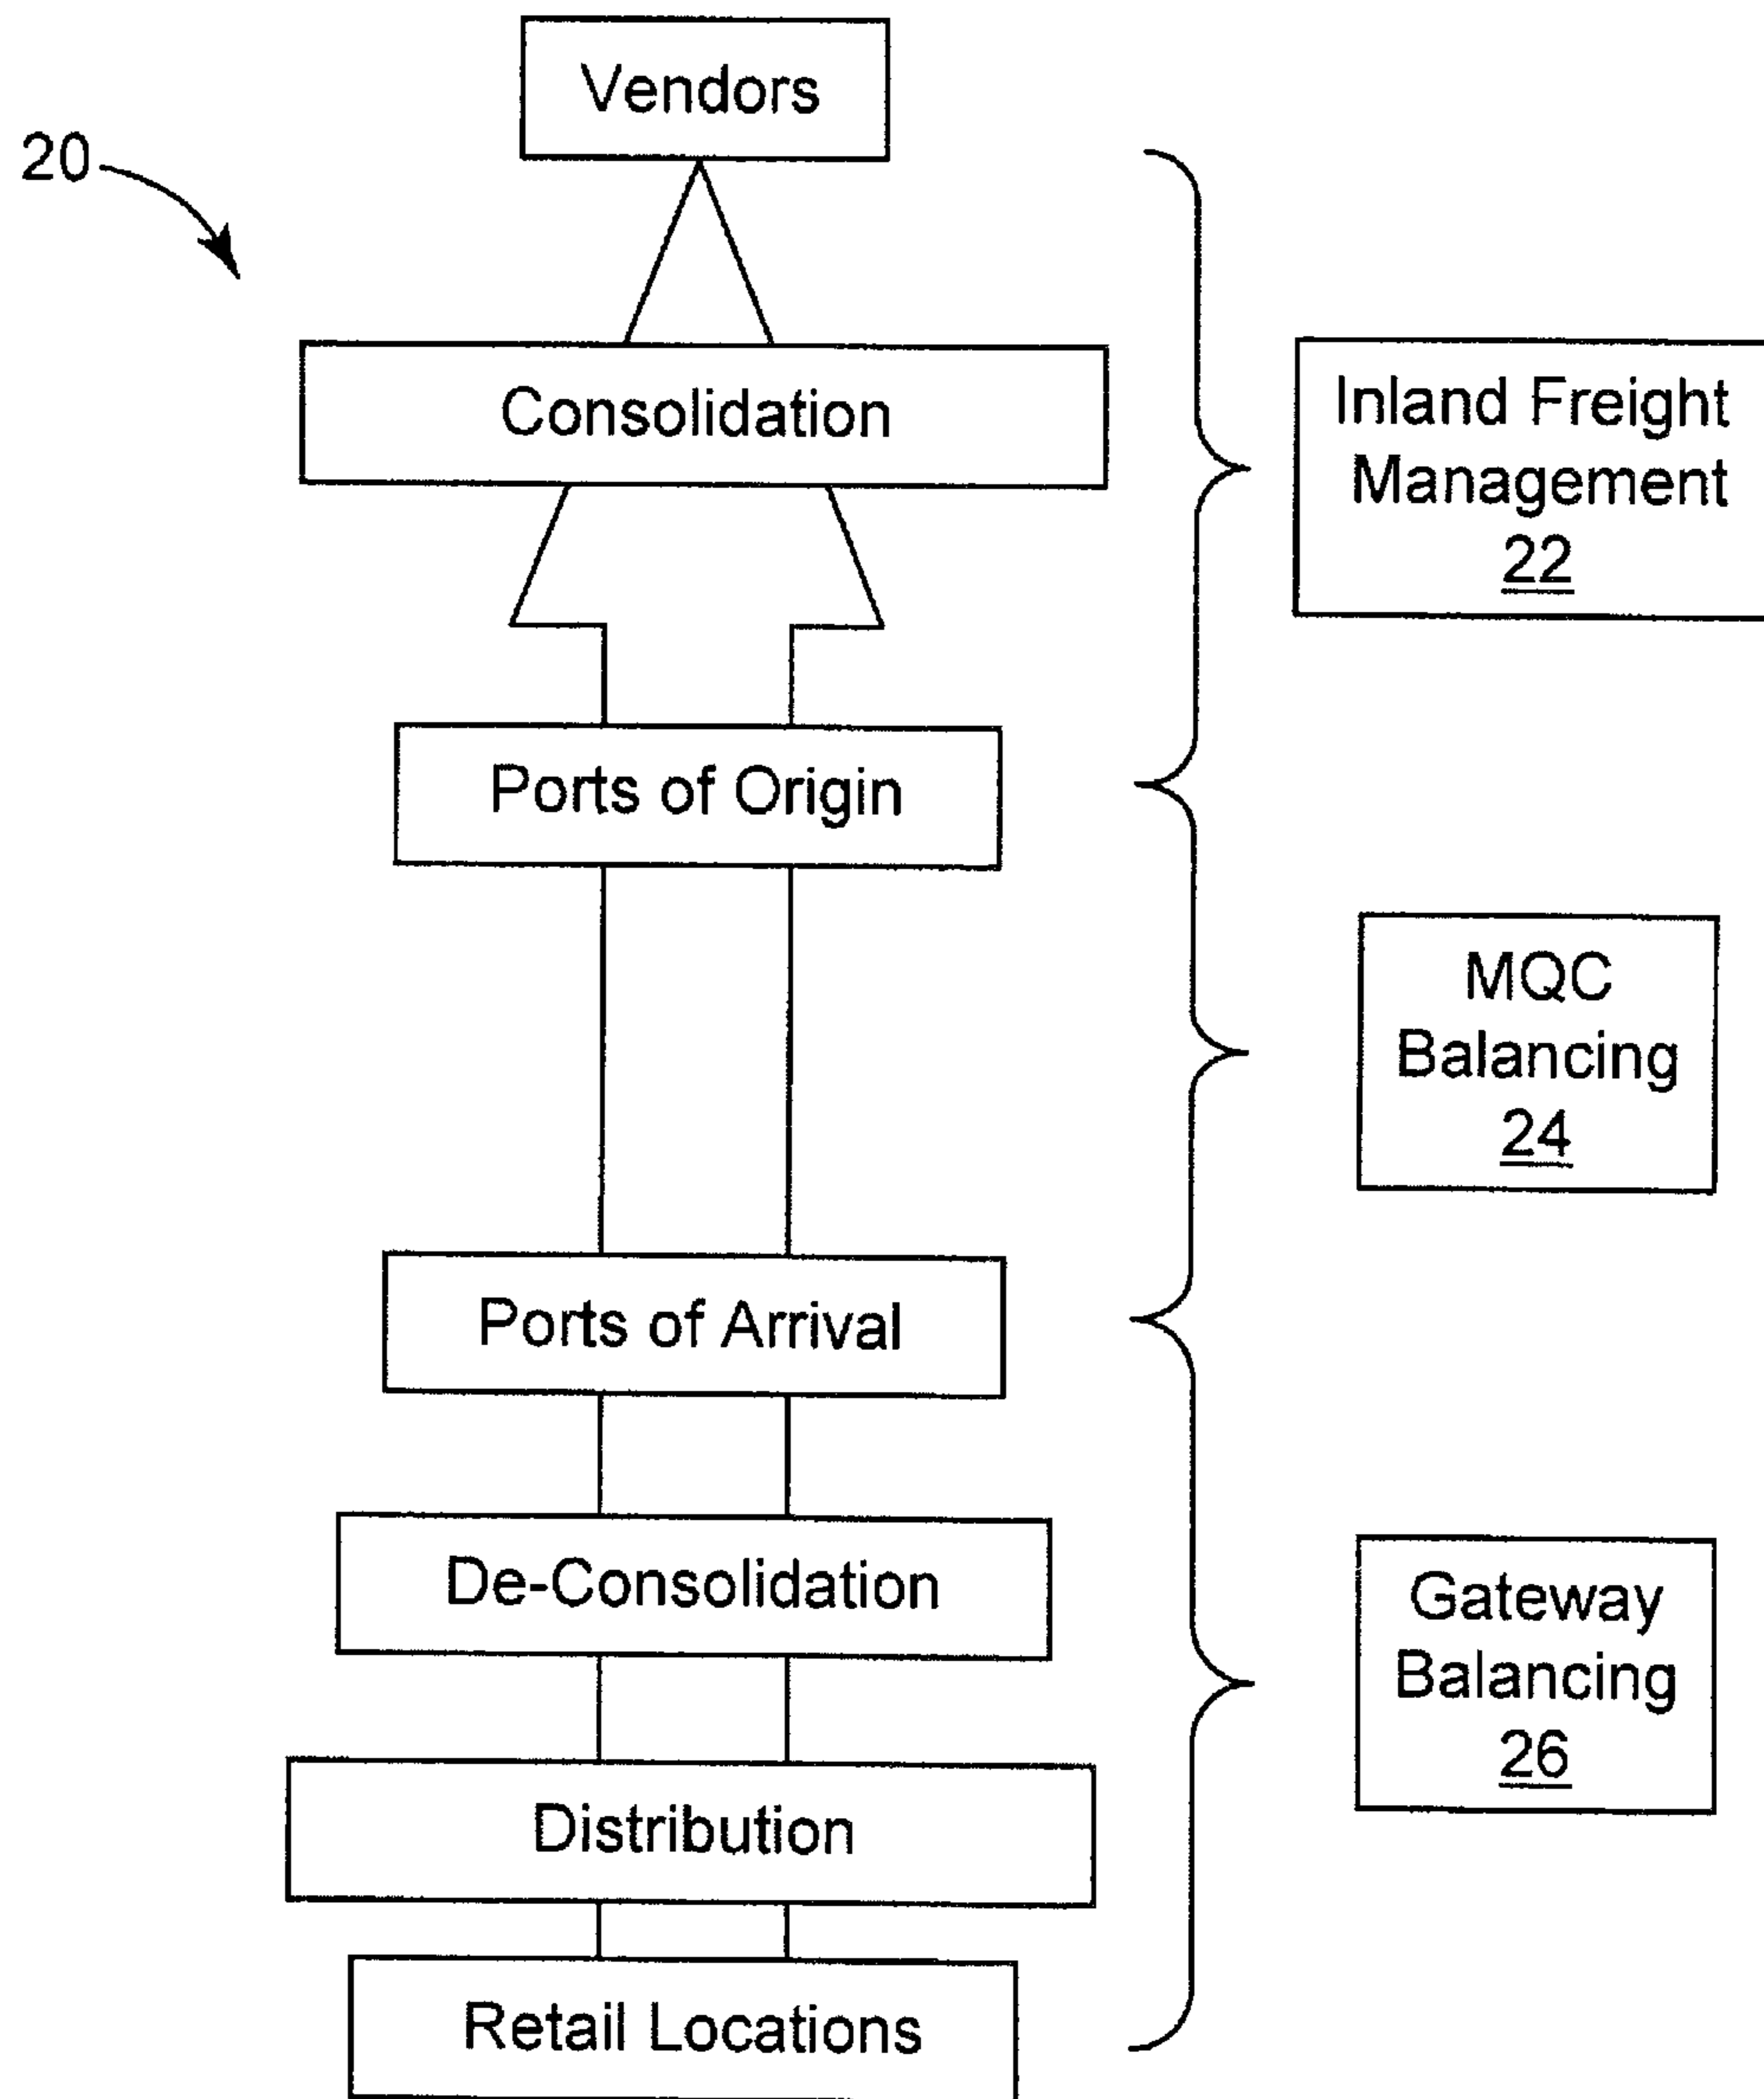 Vendors
20
Consolidation
Inland Freight
Management
22
Ports of Origin
MQC
Balancing
24
Ports of Arrival
De-Consolidation
Gateway
Balancing
26
Distribution
Retail Locations